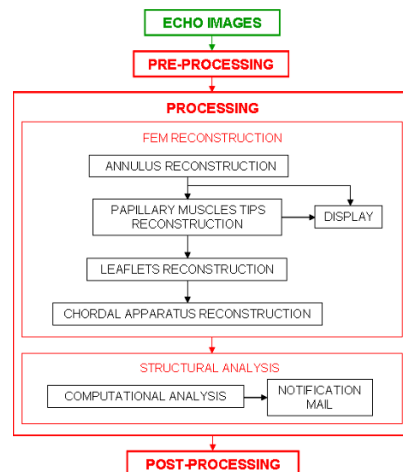 ECHO IMAGES
PRE-PROCESSING
PROCESSING
FEM RECONSTRUCTION
ANNULUS RECONSTRUCTION
PAPILLARY MUSCLES TIPS
RECONSTRUCTION
DISPLAY
LEAFLETS RECONSTRUCTION
CHORDAL APPARATUS RECONSTRUCTION
STRUCTURAL ANALYSIS
COMPUTATIONAL ANALYSIS
NOTIFICATION
MAIL
POST-PROCESSING